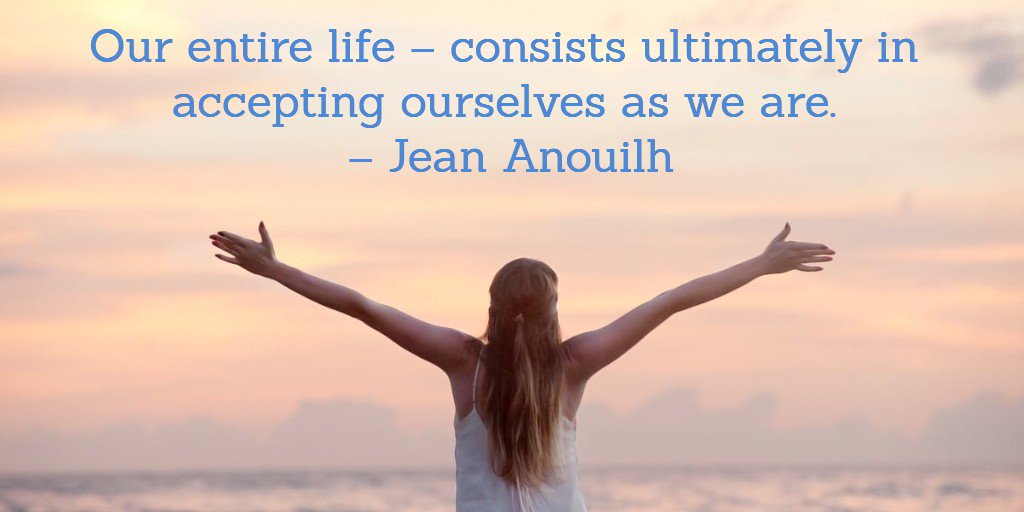 Our entire life – consists ultimately in
accepting ourselves as we are.
– Jean Anouilh